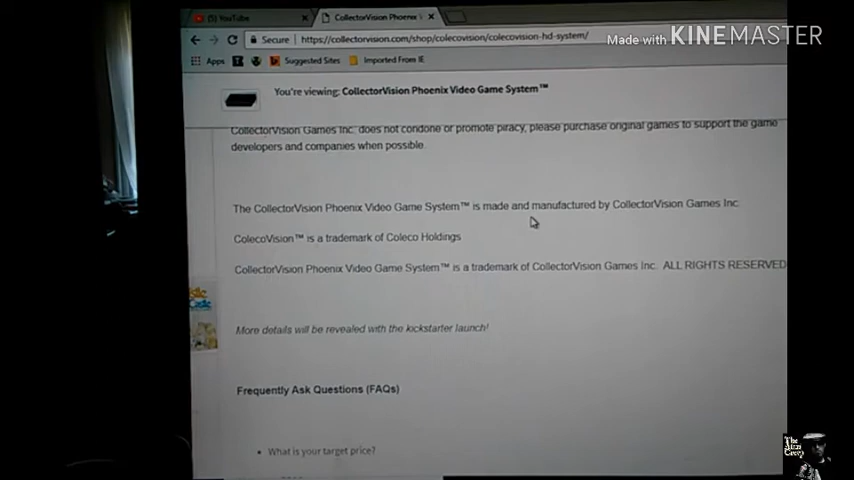 (5) YouTube
CollectorVision Phoenix V
Secure
https://collectorvision.com/shop/colecovision/colecovision-hd-system/
Made with KINEMASTER
Apps
Suggested Sites
Imported From IE
You're viewing: CollectorVision Phoenix Video Game System™
CollectorVision Games Inc. does not condone or promote piracy, please purchase original games to support the game
developers and companies when possible.
The CollectorVision Phoenix Video Game System™ is made and manufactured by CollectorVision Games Inc.
ColecoVision™ is a trademark of Coleco Holdings
CollectorVision Phoenix Video Game System™ is a trademark of CollectorVision Games Inc. ALL RIGHTS RESERVED
More details will be revealed with the kickstarter launch!
Frequently Ask Questions (FAQs)
• What is your target price?
The